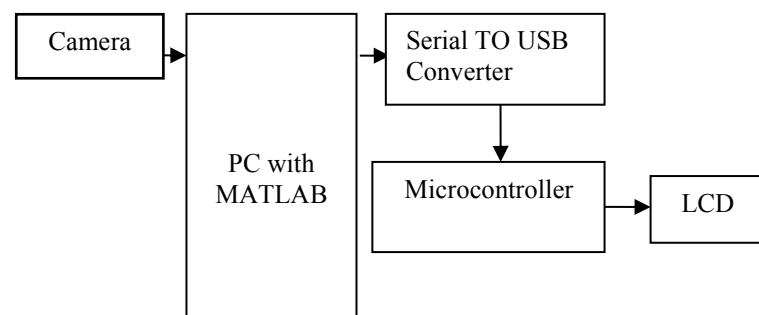 Camera
Serial TO USB
Converter
PC with
MATLAB
Microcontroller
LCD